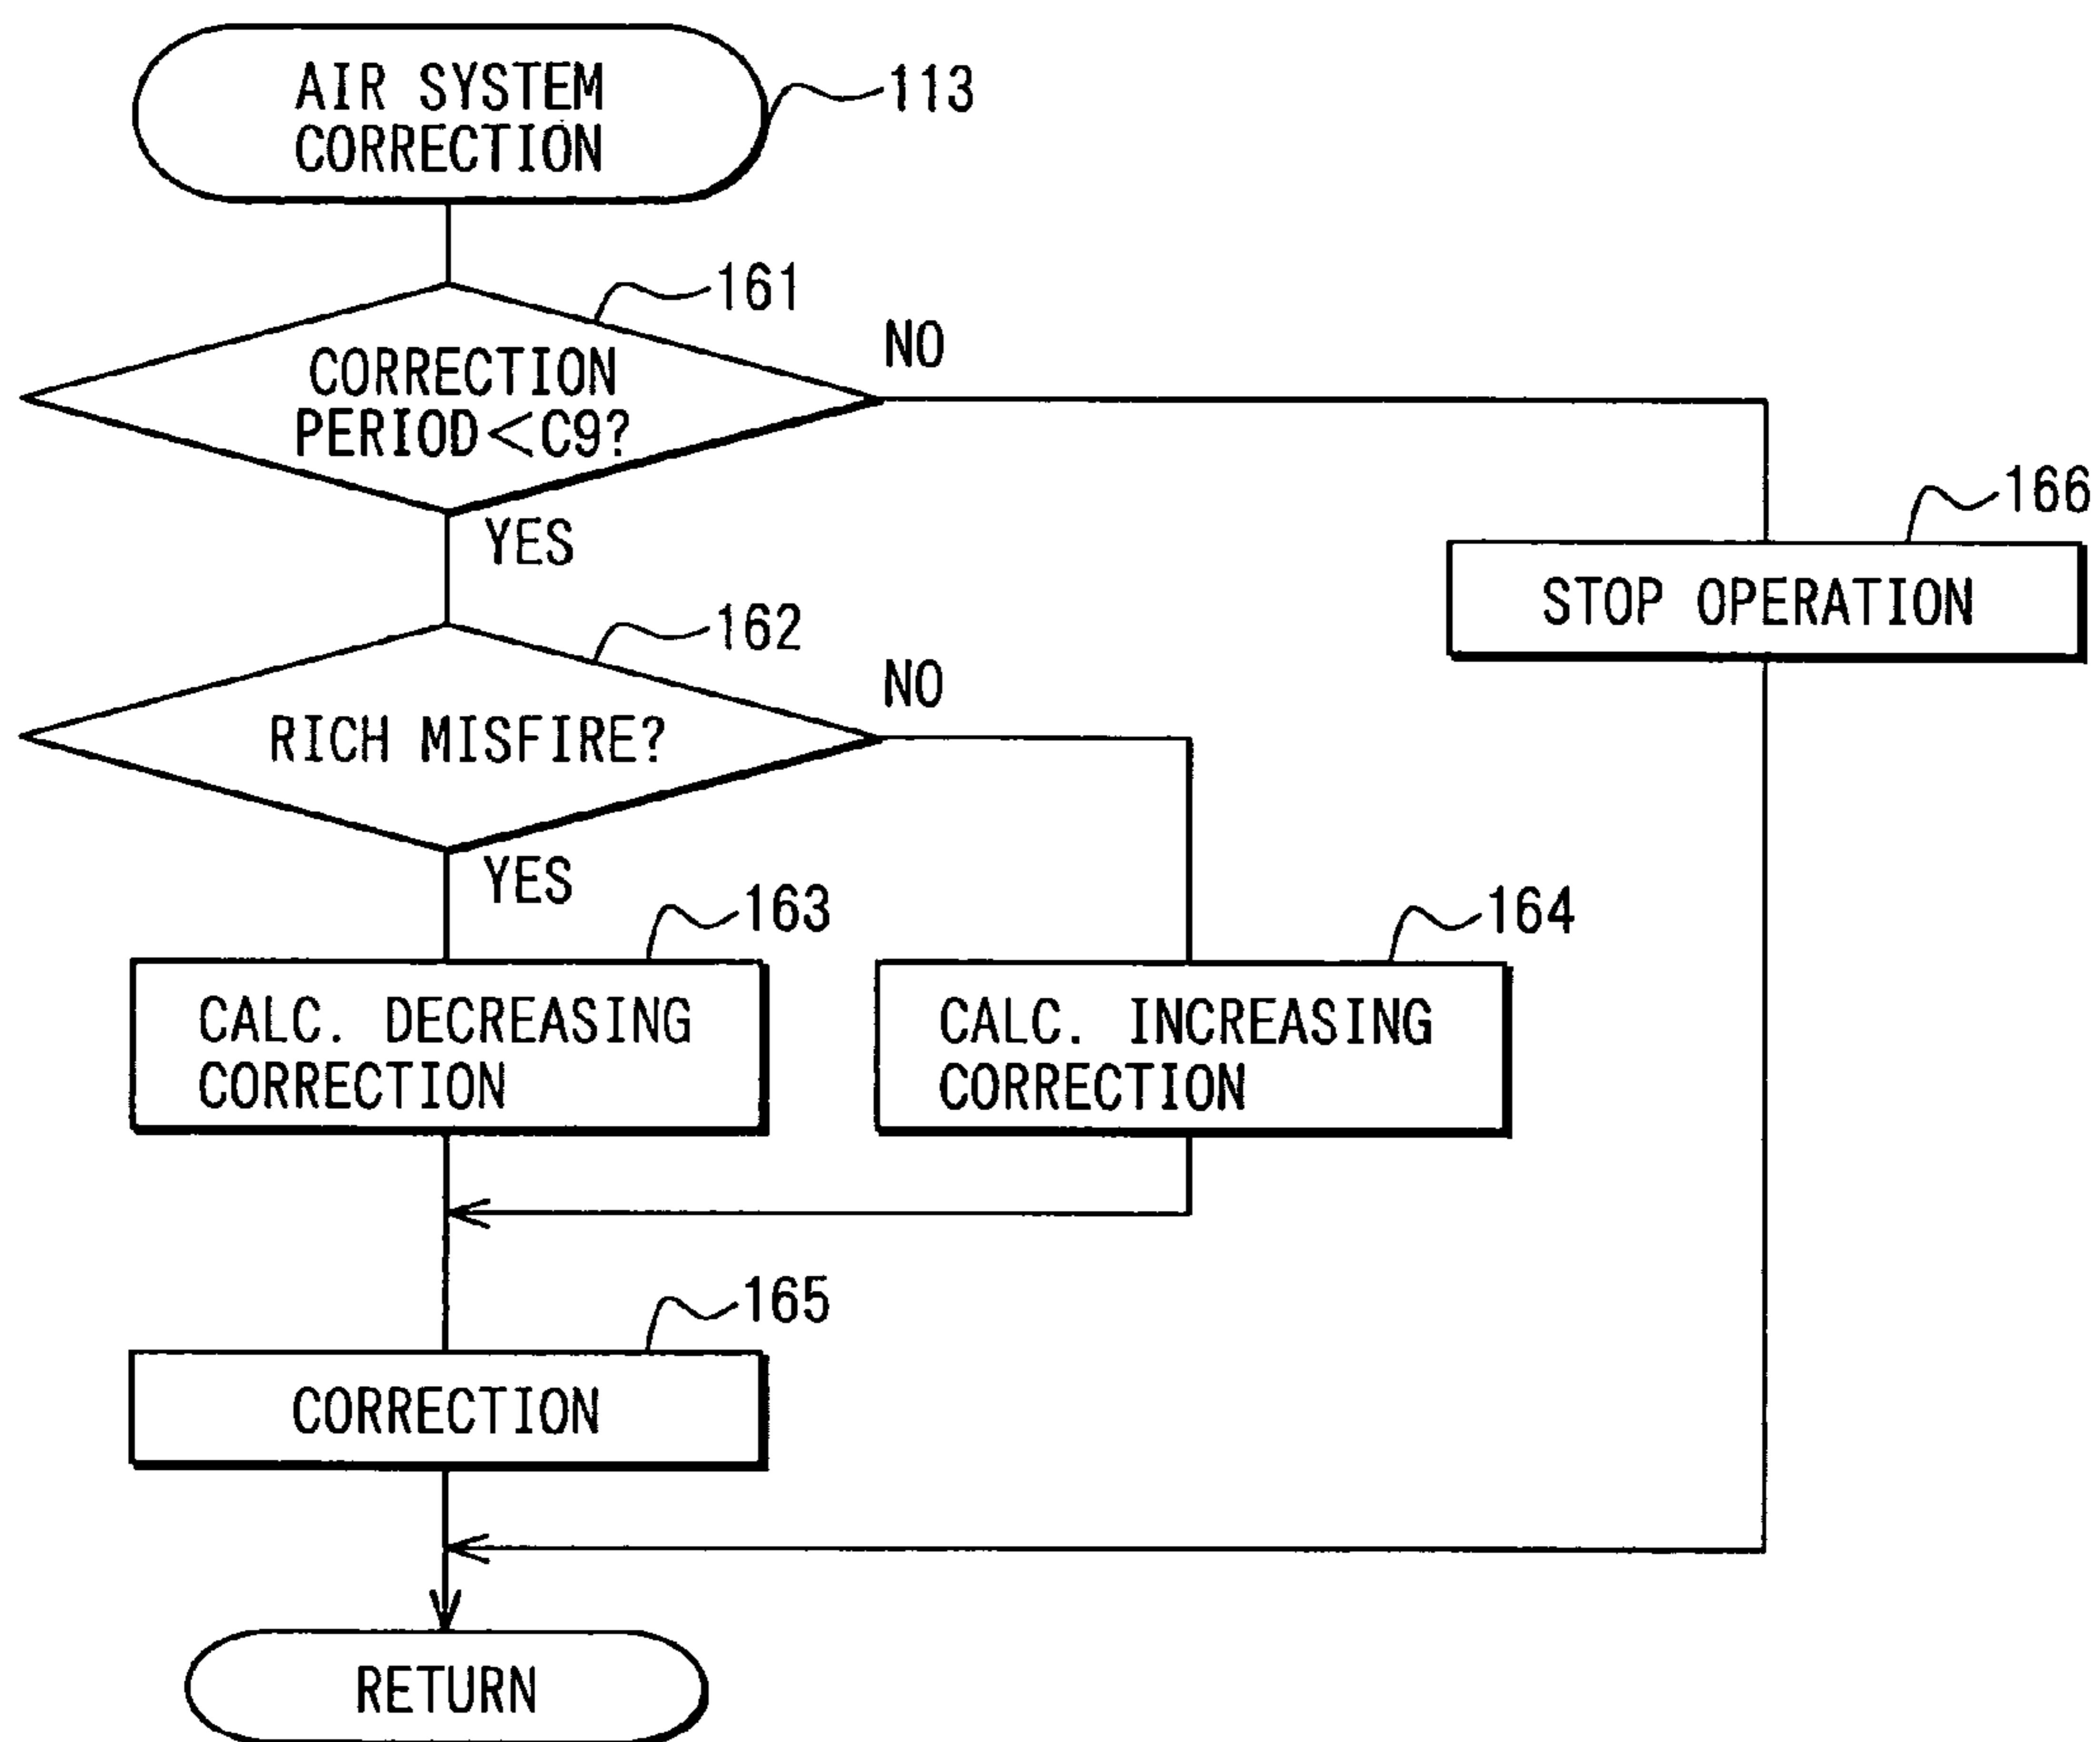 AIR SYSTEM
CORRECTION
113
161
CORRECTION
PERIOD<C9?
NO
YES
166
STOP OPERATION
162
RICH MISFIRE?
NO
YES
163
CALC. DECREASING
CORRECTION
164
CALC. INCREASING
CORRECTION
165
CORRECTION
RETURN